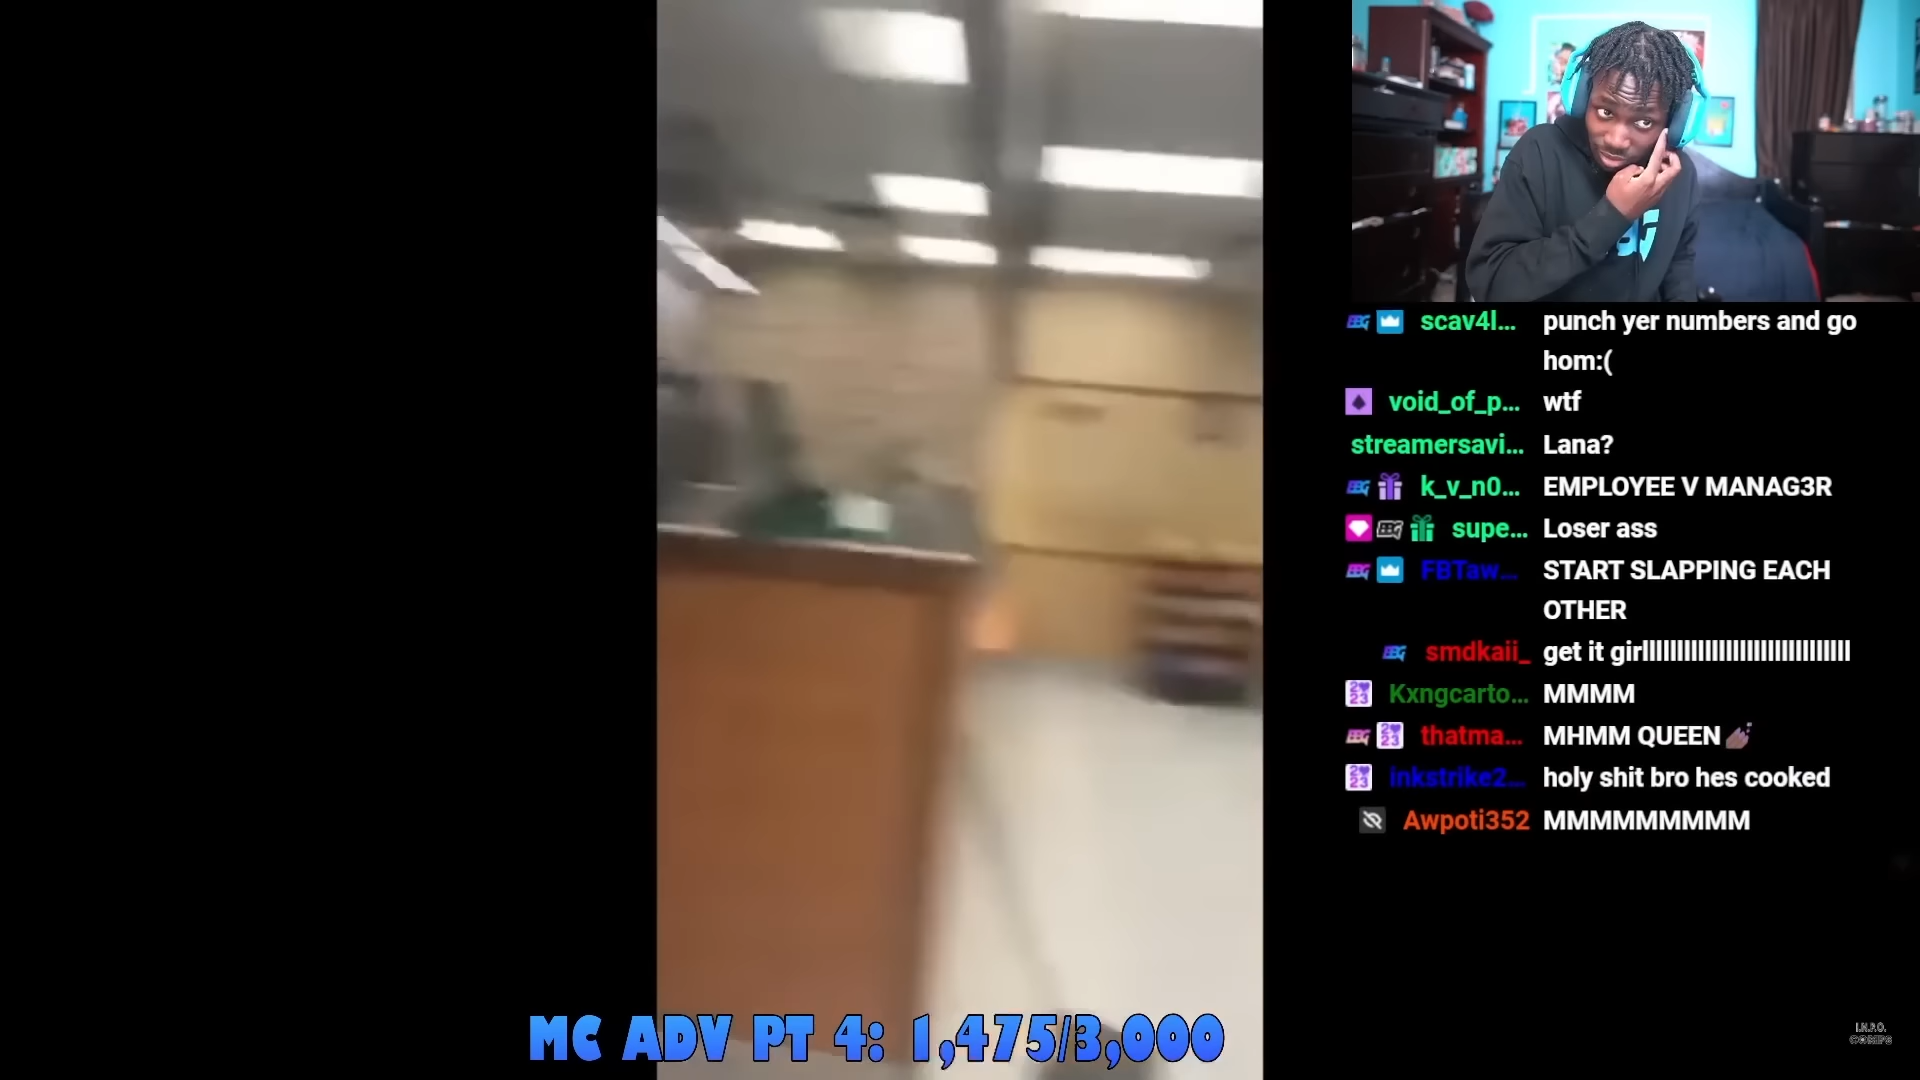 scav4l... punch yer numbers and go
hom:(
void_of_p... wtf
streamersavi... Lana?
k_v_n0... EMPLOYEE V MANAG3R
supe... Loser ass
FBTaw... START SLAPPING EACH
OTHER
smdkaii_ get it girlllllllllllllllllllllllllllllll
Kxngcarto... MMMM
thatma... MHMM QUEEN💅🏾
inkstrike2... holy shit bro hes cooked
Awpoti352 MMMMMMMMM
MC ADV PT 4: 1,475/3,000